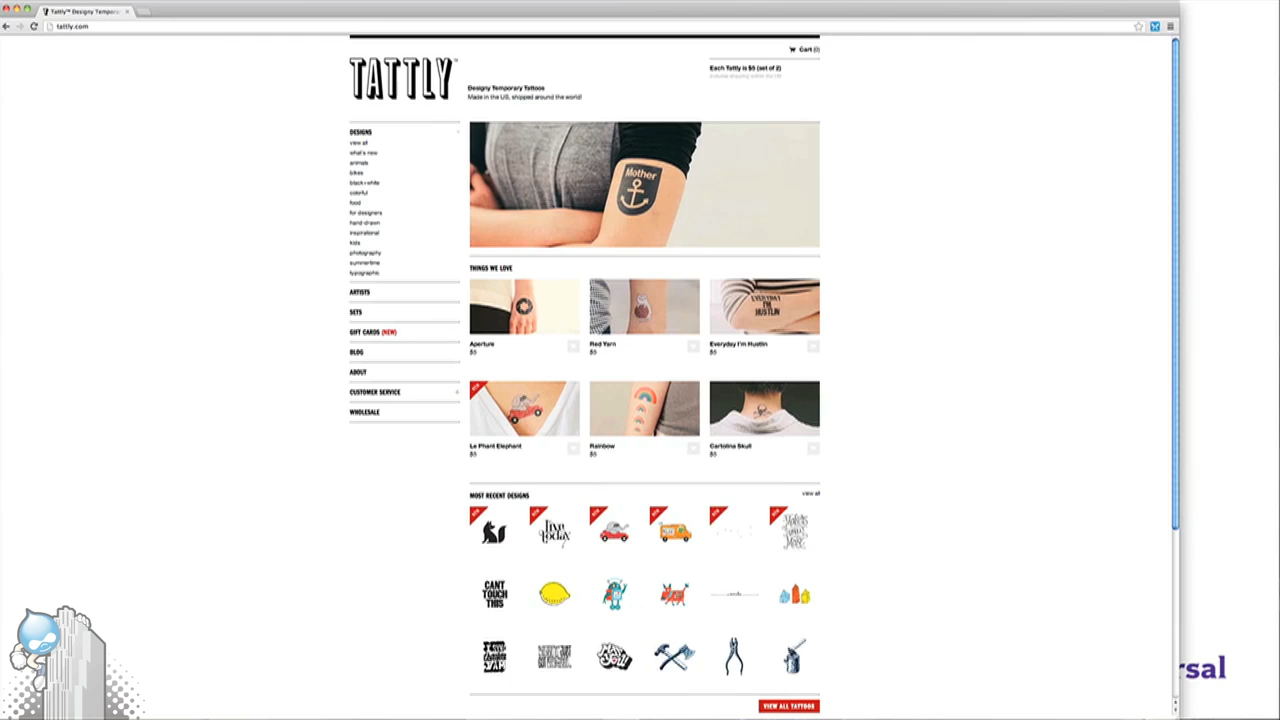 Tattly™ Designy Tempora
tattly.com
Cart (0)
TATTLY™
Each Tattly is $5 (set of 2)
Designy Temporary Tattoos
Made in the US, shipped around the world!
DESIGNS
view all
what's new
animals
bikes
black+white
colorful
food
for designers
hand-drawn
inspirational
kids
photography
summertime
typographic
ARTISTS
SETS
GIFT CARDS (NEW)
BLOG
ABOUT
CUSTOMER SERVICE
WHOLESALE
Mother
THINGS WE LOVE
EVERYDAY
I'M
HUSTLIN
Aperture
$5
Red Yarn
$5
Everyday I'm Hustlin
$5
Le Phant Elephant
$5
Rainbow
$5
Cartolina Skull
$5
MOST RECENT DESIGNS
view all
live
today
CANT
TOUCH
THIS
VIEW ALL TATTOOS
rsal